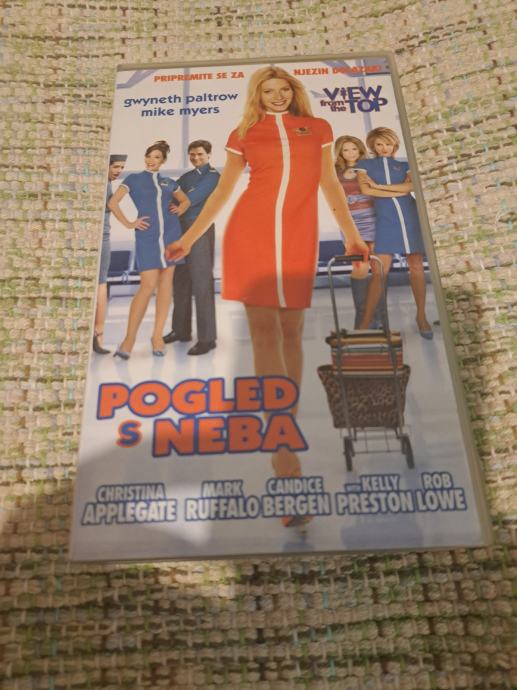 PRIPREMITE SE ZA NJEZIN DOLAZAK!
gwyneth paltrow
mike myers
VIEW
from the TOP
POGLED
S NEBA
CHRISTINA APPLEGATE MARK RUFFALO CANDICE BERGEN WITH KELLY PRESTON ROB LOWE